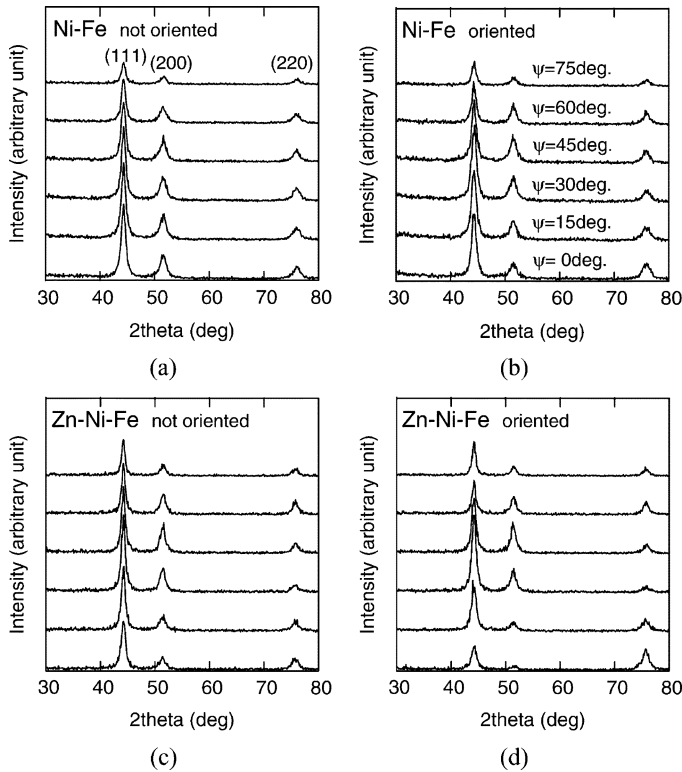 Ni-Fe not oriented
(111)
(200)
(220)
Intensity (arbitrary unit)
30 40 50 60 70 80
2theta (deg)
(a)
Ni-Fe oriented
ψ=75deg.
ψ=60deg.
ψ=45deg.
ψ=30deg.
ψ=15deg.
ψ= 0deg.
Intensity (arbitrary unit)
30 40 50 60 70 80
2theta (deg)
(b)
Zn-Ni-Fe not oriented
Intensity (arbitrary unit)
30 40 50 60 70 80
2theta (deg)
(c)
Zn-Ni-Fe oriented
Intensity (arbitrary unit)
30 40 50 60 70 80
2theta (deg)
(d)